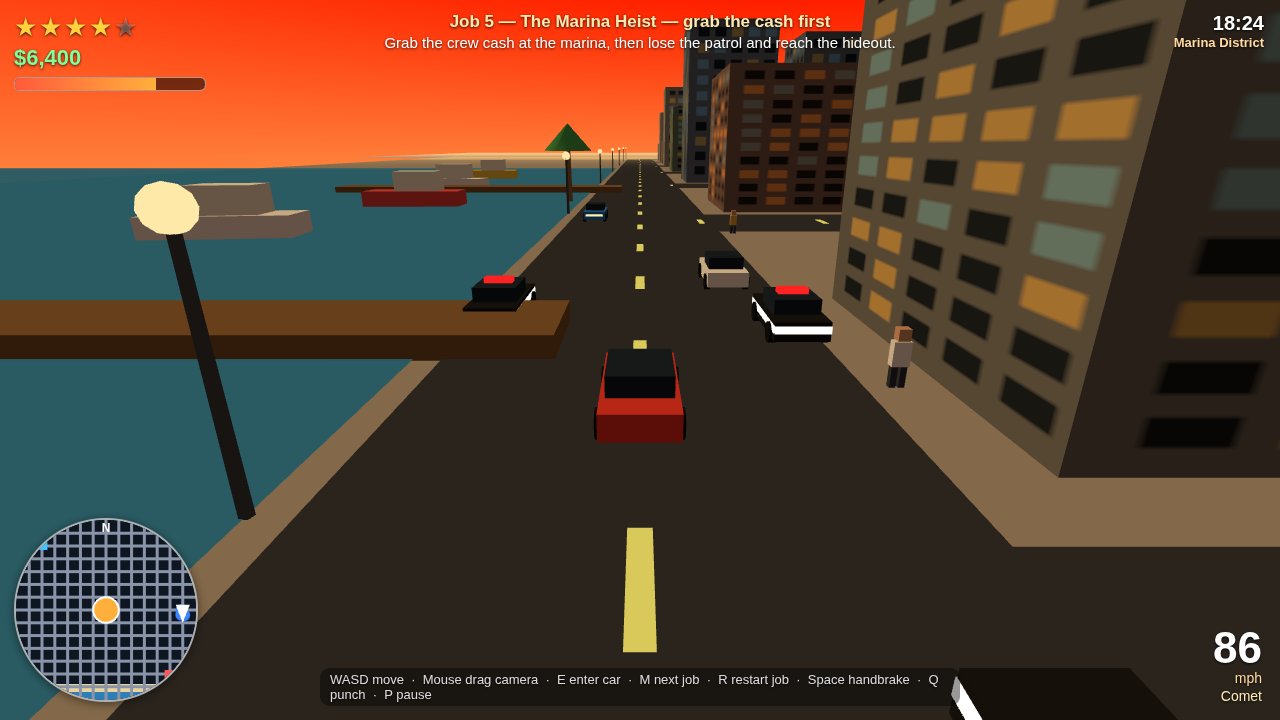 Job 5 — The Marina Heist — grab the cash first
Grab the crew cash at the marina, then lose the patrol and reach the hideout.
$6,400
18:24
Marina District
N
86
mph
Comet
WASD move · Mouse drag camera · E enter car · M next job · R restart job · Space handbrake · Q
punch · P pause